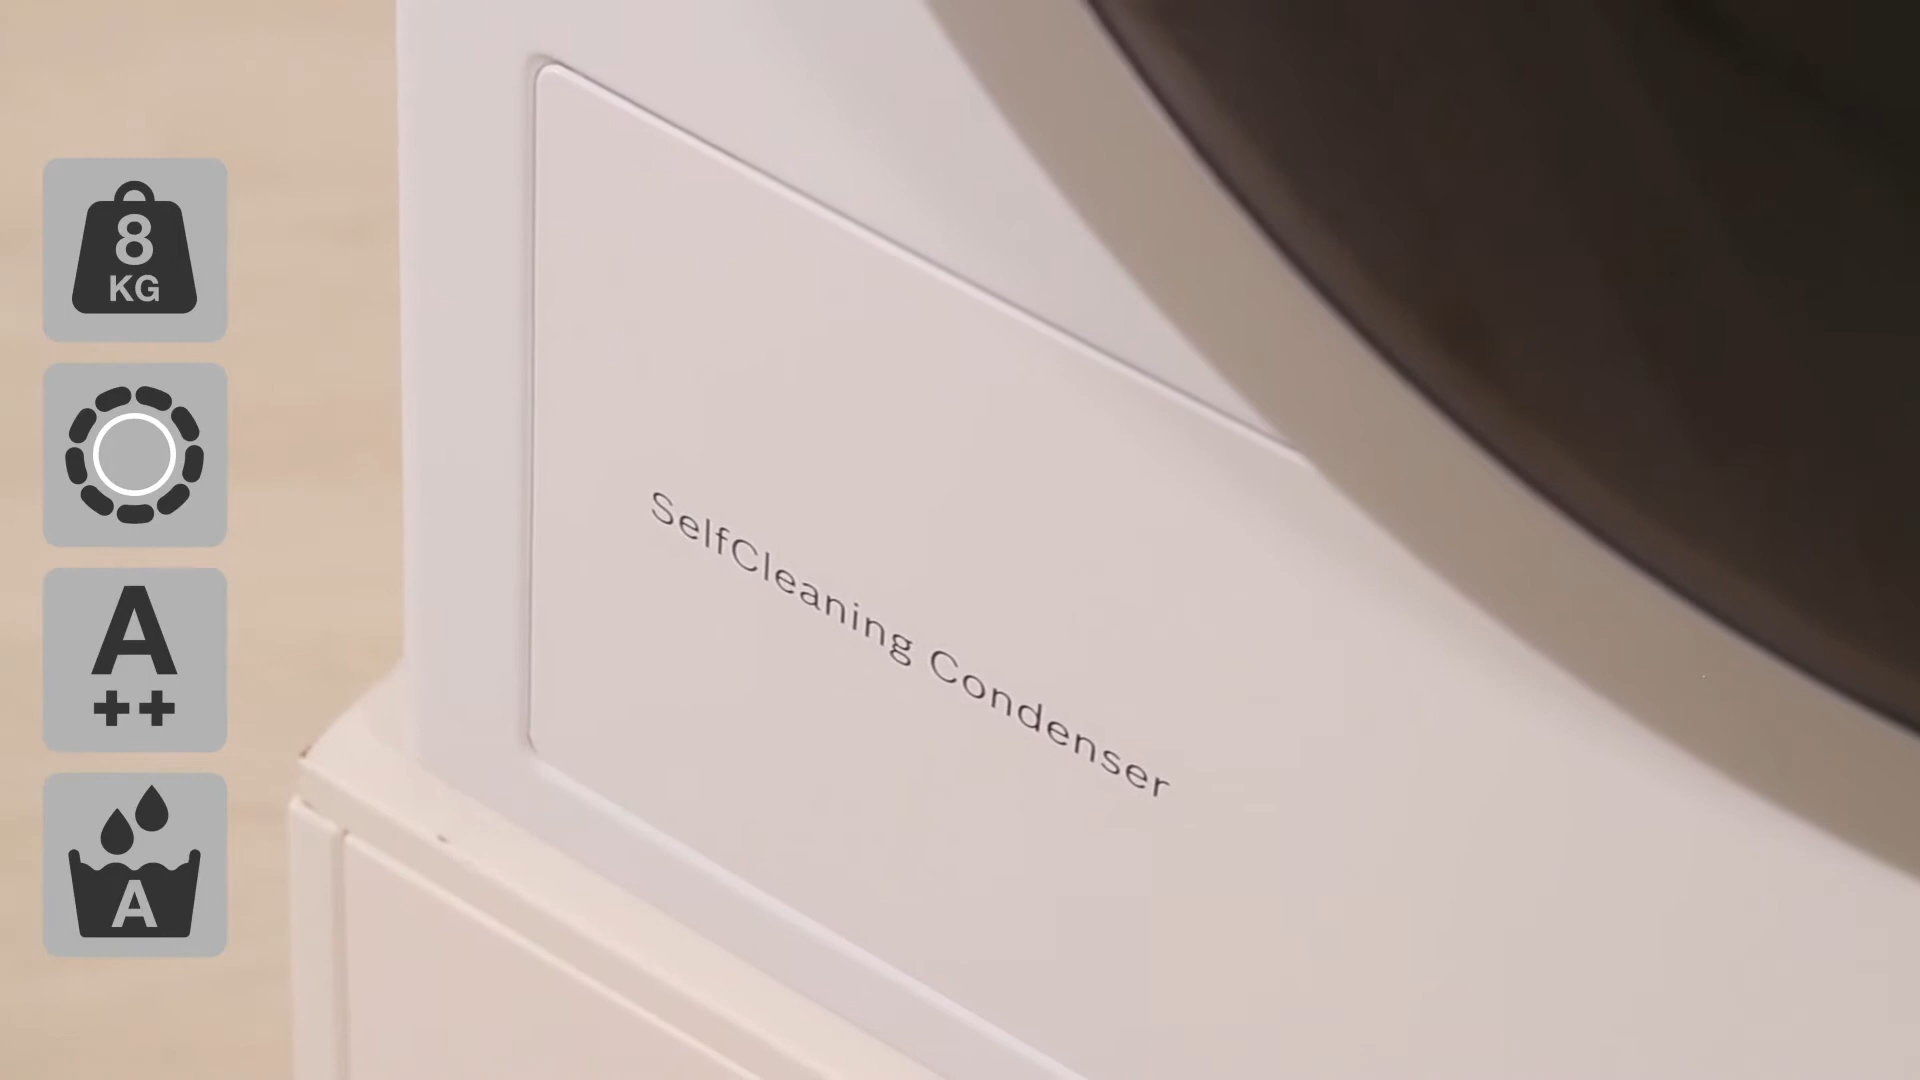 8
KG
A
++
A
SelfCleaning Condenser